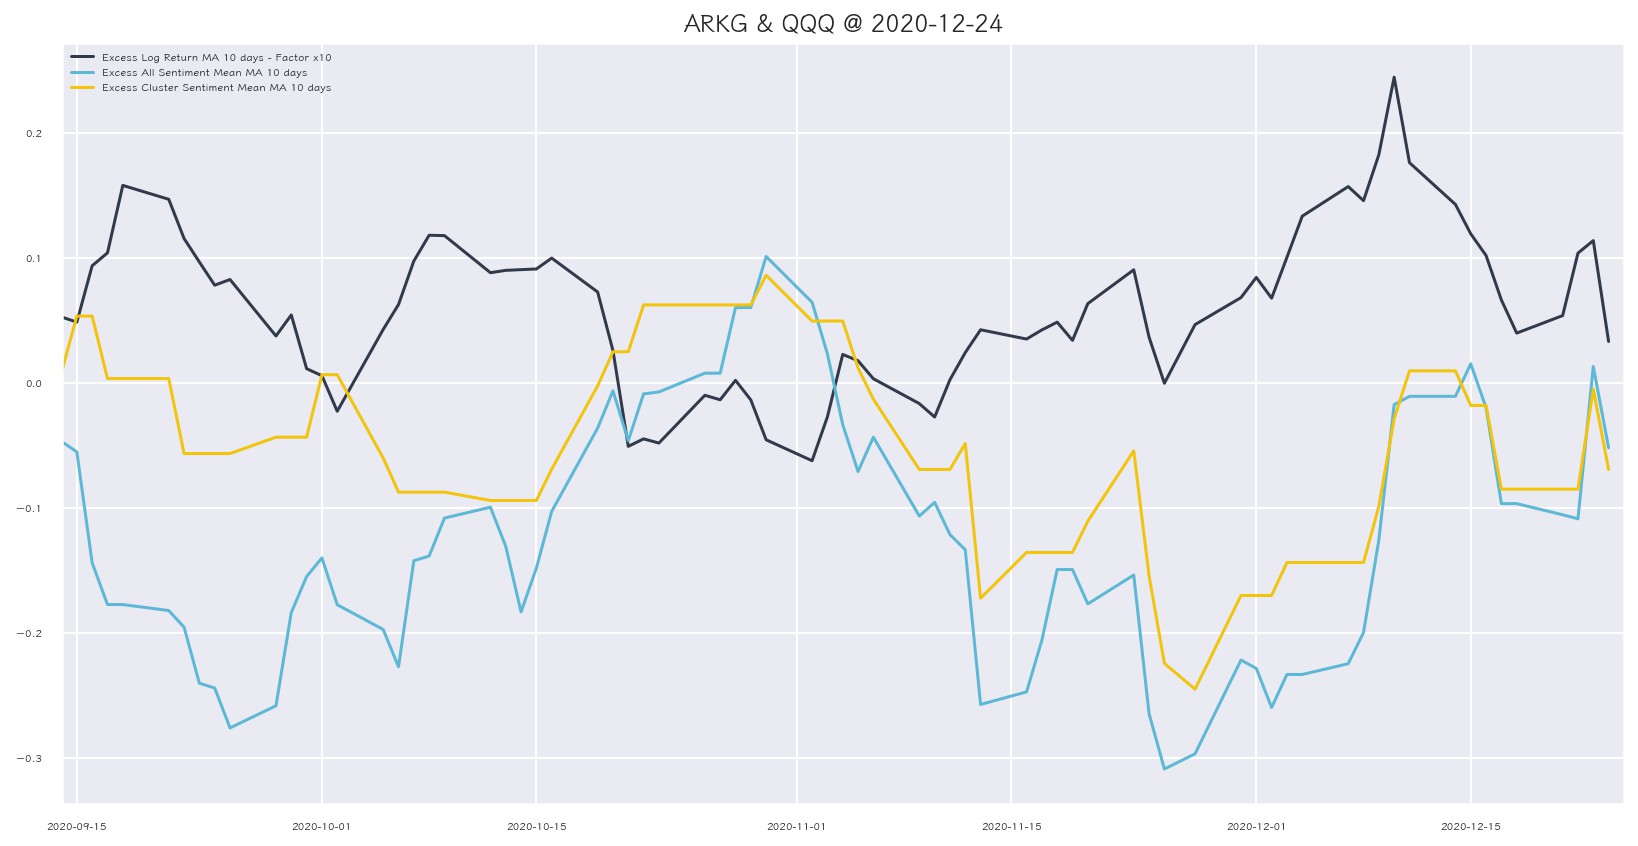 ARKG & QQQ @ 2020-12-24
Excess Log Return MA 10 days - Factor x10
Excess All Sentiment Mean MA 10 days
Excess Cluster Sentiment Mean MA 10 days
0.2
0.1
0.0
−0.1
−0.2
−0.3
2020-09-15 2020-10-01 2020-10-15 2020-11-01 2020-11-15 2020-12-01 2020-12-15